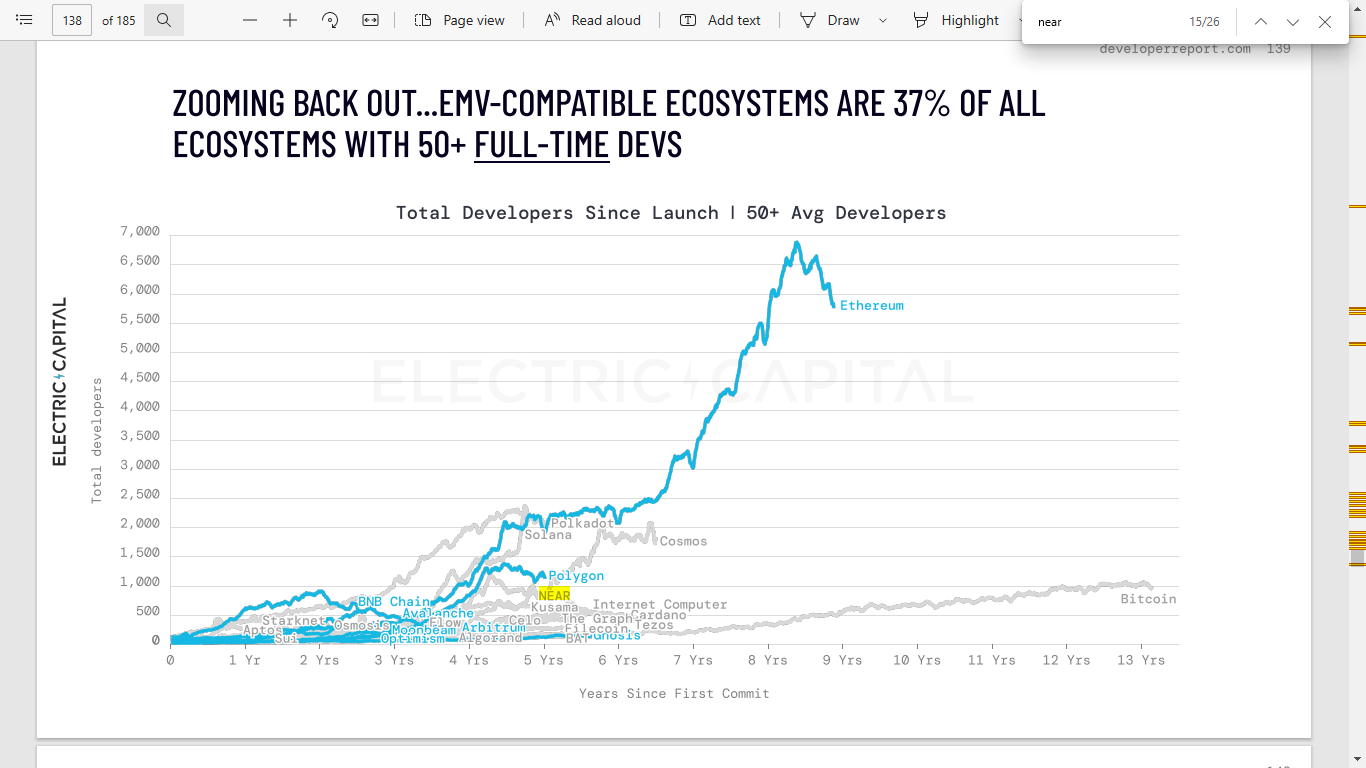 138
of 185
Page view
Read aloud
Add text
Draw
Highlight
near
15/26
developerreport.com 139
ZOOMING BACK OUT...EMV-COMPATIBLE ECOSYSTEMS ARE 37% OF ALL
ECOSYSTEMS WITH 50+ FULL-TIME DEVS
Total Developers Since Launch | 50+ Avg Developers
7,000
6,500
6,000
5,500
5,000
4,500
4,000
3,500
3,000
2,500
2,000
1,500
1,000
500
0
Total developers
ELECTRIC CAPITAL
ELECTRIC CAPITAL
Ethereum
Polkadot
Solana
Cosmos
Polygon
NEAR
BNB Chain
Kusama
Internet Computer
Bitcoin
Avalanche
Starknet
Flow
Celo
The Graph
Cardano
Osmosis
Tezos
Aptos
Moonbeam
Arbitrum
Filecoin
Sui
Optimism
Algorand
BAT
Gnosis
0
1 Yr
2 Yrs
3 Yrs
4 Yrs
5 Yrs
6 Yrs
7 Yrs
8 Yrs
9 Yrs
10 Yrs
11 Yrs
12 Yrs
13 Yrs
Years Since First Commit